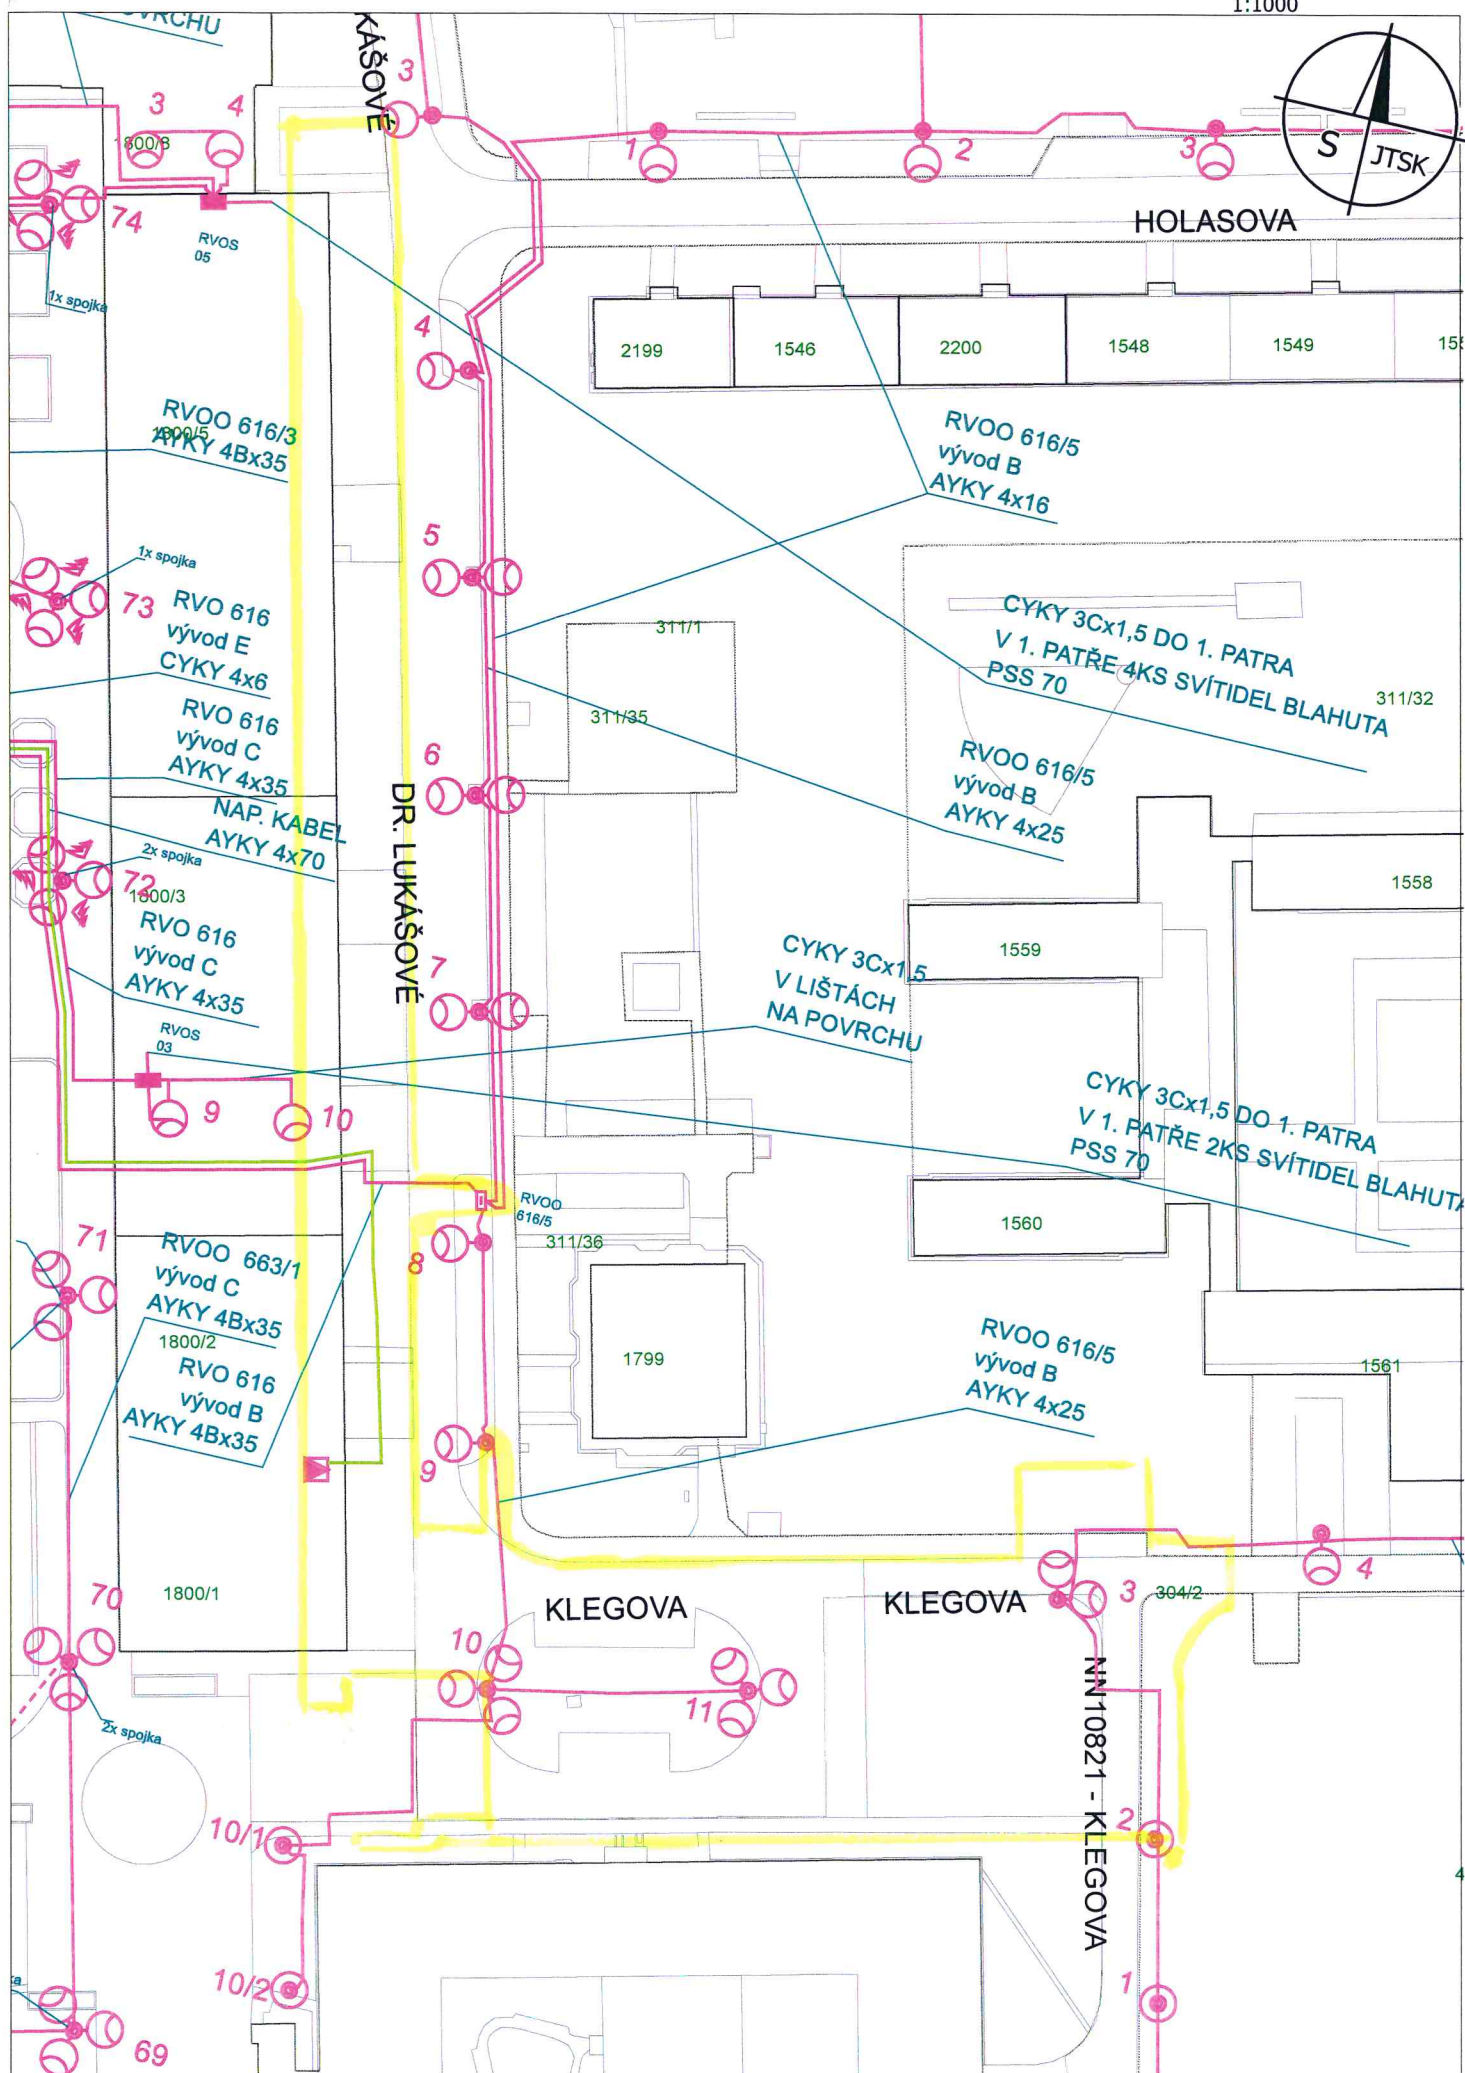 1:1000
VRCHU
KÁŠOVÉ
3
3
4
1800/8
1
2
3
S
JTSK
HOLASOVA
74
RVOS
05
1x spojka
4
2199
1546
2200
1548
1549
RVOO 616/3
1800/5
AYKY 4Bx35
RVOO 616/5
vývod B
AYKY 4x16
5
1x spojka
73
RVO 616
vývod E
CYKY 4x6
311/1
CYKY 3Cx1,5 DO 1. PATRA
V 1. PATŘE 4KS SVÍTIDEL BLAHUTA
PSS 70
311/32
311/35
RVO 616
vývod C
AYKY 4x35
6
RVOO 616/5
vývod B
AYKY 4x25
NAP. KABEL
AYKY 4x70
DR. LUKÁŠOVÉ
2x spojka
72
1800/3
1558
RVO 616
vývod C
AYKY 4x35
7
CYKY 3Cx1,5
V LIŠTÁCH
NA POVRCHU
1559
RVOS
03
9
10
CYKY 3Cx1,5 DO 1. PATRA
V 1. PATŘE 2KS SVÍTIDEL BLAHUTA
PSS 70
RVOO
616/5
1560
71
8
311/36
RVOO 663/1
vývod C
AYKY 4Bx35
1800/2
RVO 616
vývod B
AYKY 4Bx35
1799
RVOO 616/5
vývod B
AYKY 4x25
1561
9
70
1800/1
KLEGOVA
KLEGOVA
3
304/2
4
10
11
2x spojka
NN10821 - KLEGOVA
10/1
2
10/2
1
69